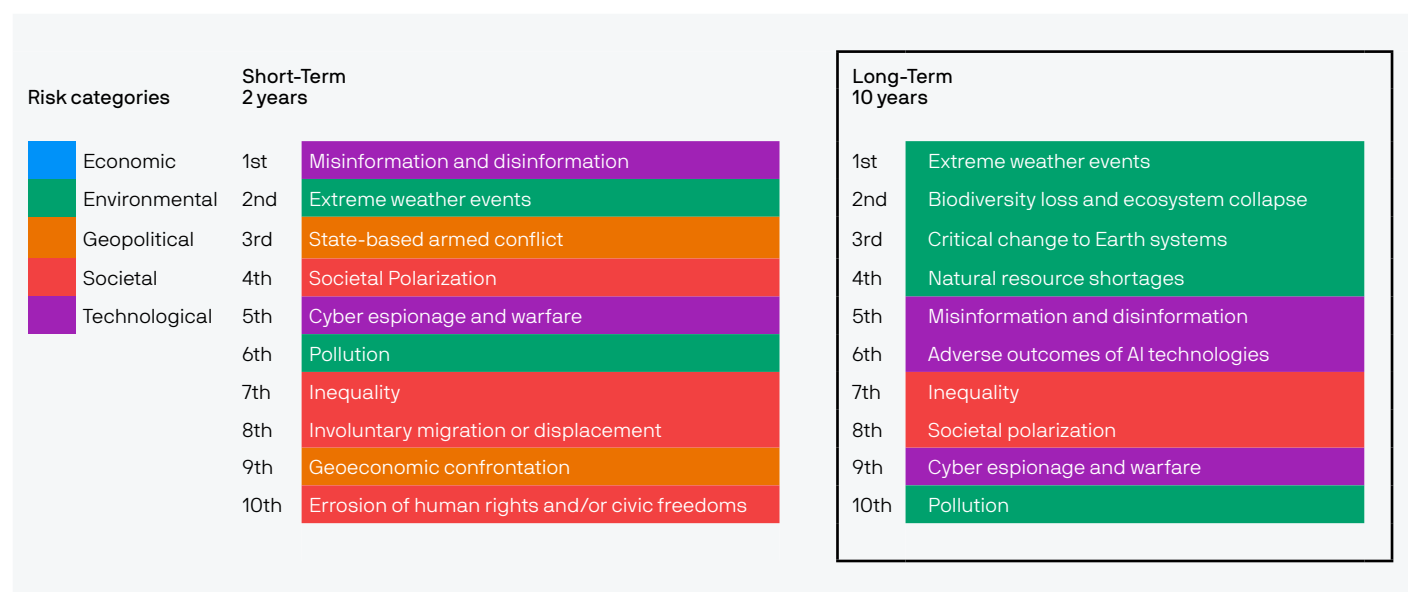 Risk categories
Economic
Environmental
Geopolitical
Societal
Technological
Short-Term
2 years
1st Misinformation and disinformation
2nd Extreme weather events
3rd State-based armed conflict
4th Societal Polarization
5th Cyber espionage and warfare
6th Pollution
7th Inequality
8th Involuntary migration or displacement
9th Geoeconomic confrontation
10th Errosion of human rights and/or civic freedoms
Long-Term
10 years
1st Extreme weather events
2nd Biodiversity loss and ecosystem collapse
3rd Critical change to Earth systems
4th Natural resource shortages
5th Misinformation and disinformation
6th Adverse outcomes of AI technologies
7th Inequality
8th Societal polarization
9th Cyber espionage and warfare
10th Pollution